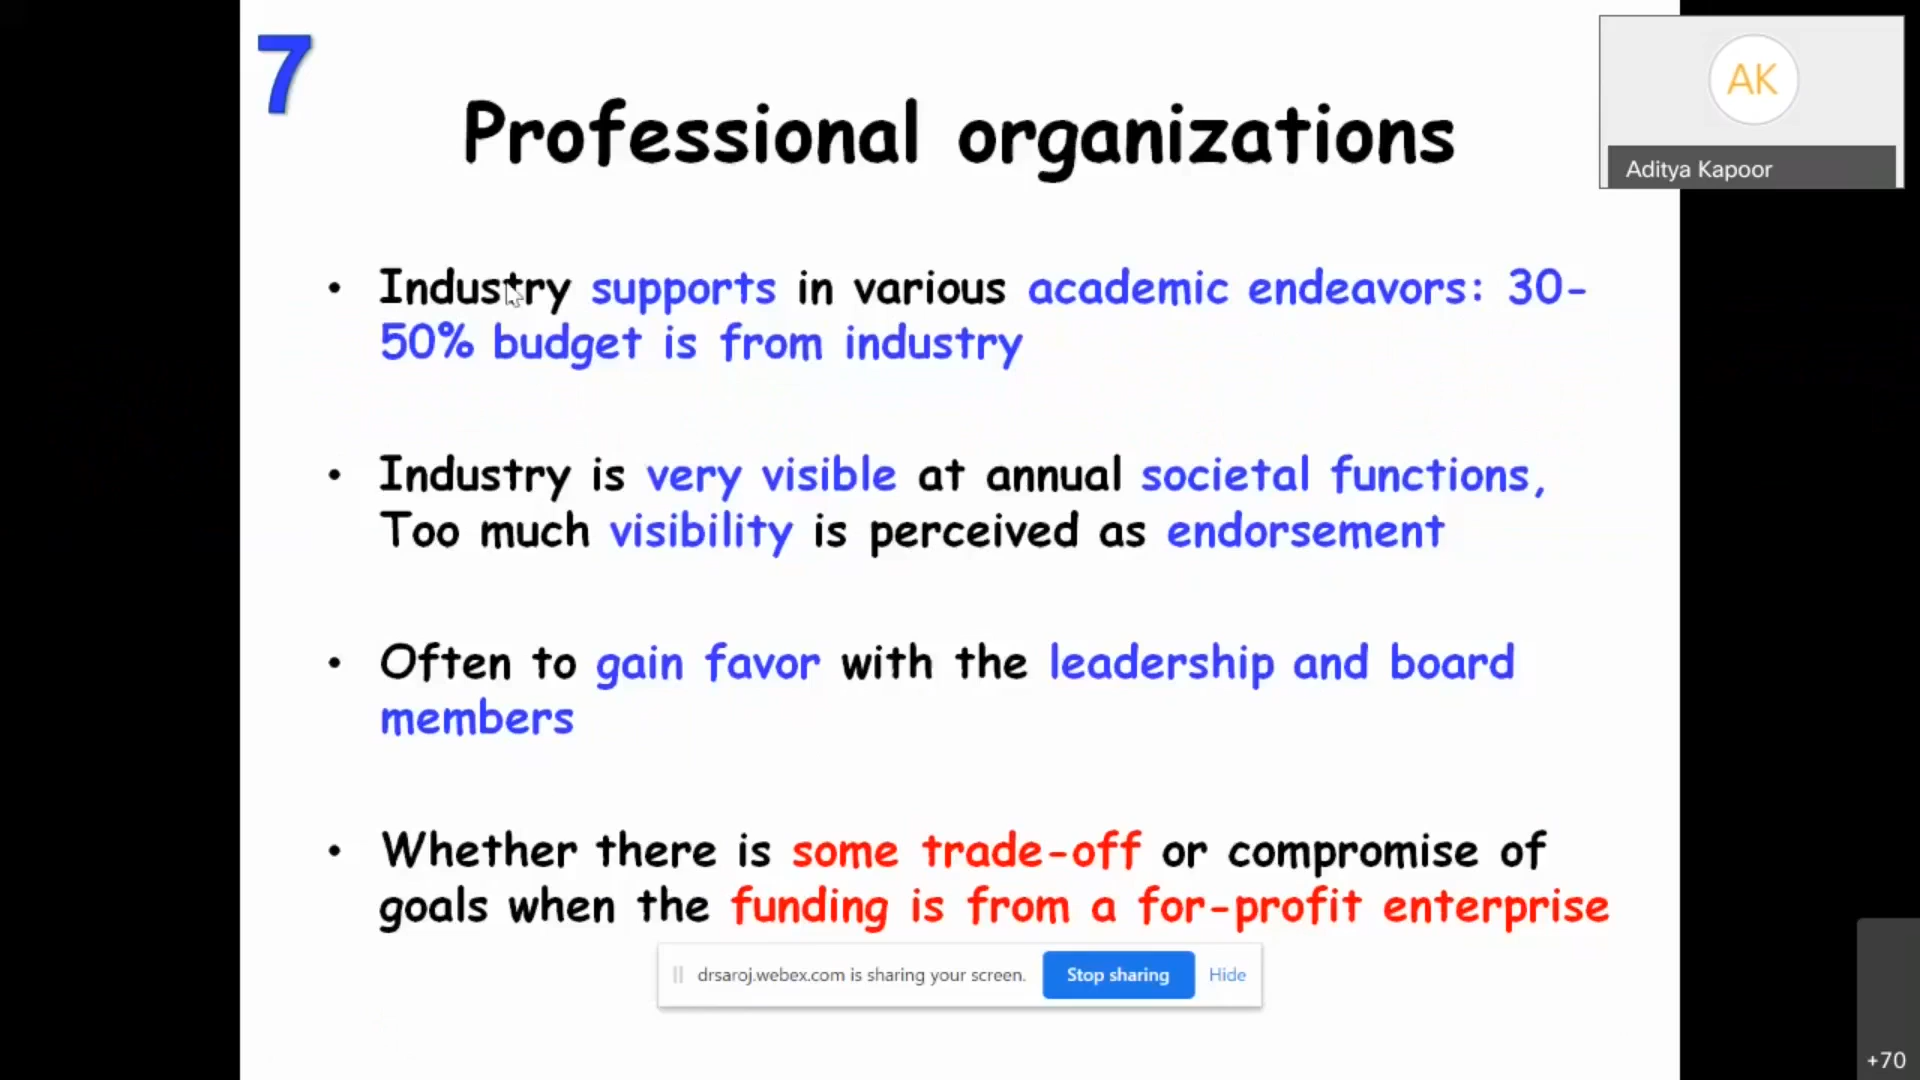 7
Professional organizations
AK
Aditya Kapoor
• Industry supports in various academic endeavors: 30-
50% budget is from industry
• Industry is very visible at annual societal functions,
Too much visibility is perceived as endorsement
• Often to gain favor with the leadership and board
members
• Whether there is some trade-off or compromise of
goals when the funding is from a for-profit enterprise
drsaroj.webex.com is sharing your screen. Stop sharing Hide
+70